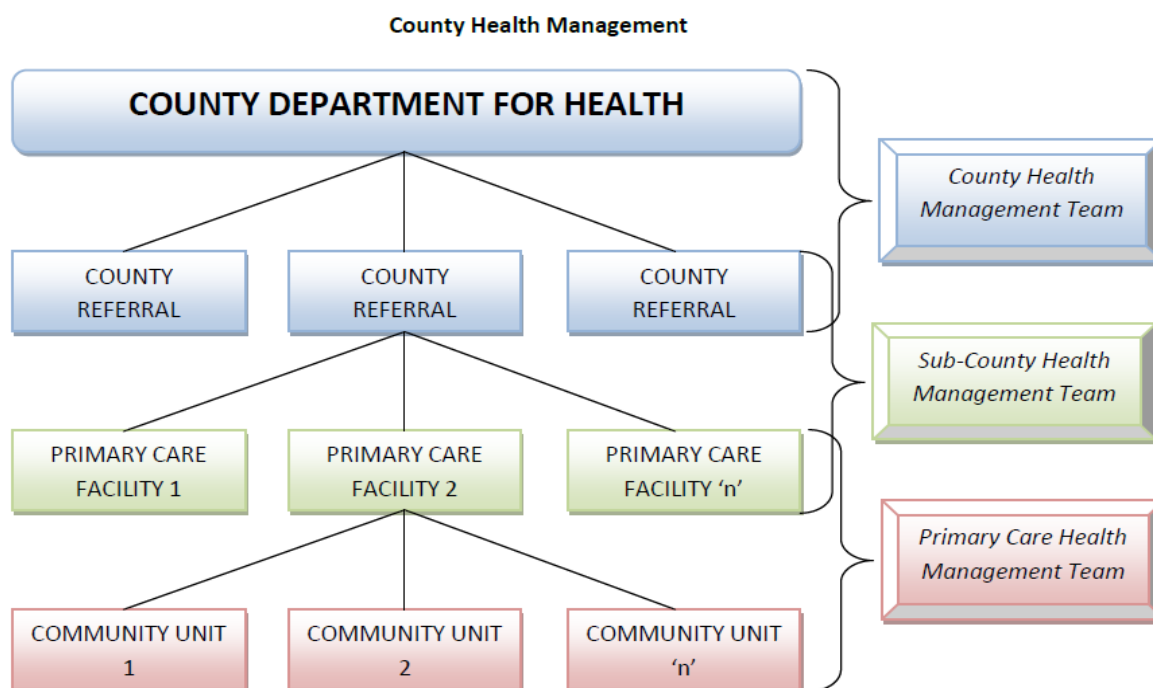 County Health Management
COUNTY DEPARTMENT FOR HEALTH
County Health
Management Team
COUNTY
REFERRAL
COUNTY
REFERRAL
COUNTY
REFERRAL
Sub-County Health
Management Team
PRIMARY CARE
FACILITY 1
PRIMARY CARE
FACILITY 2
PRIMARY CARE
FACILITY ‘n’
Primary Care Health
Management Team
COMMUNITY UNIT
1
COMMUNITY UNIT
2
COMMUNITY UNIT
‘n’